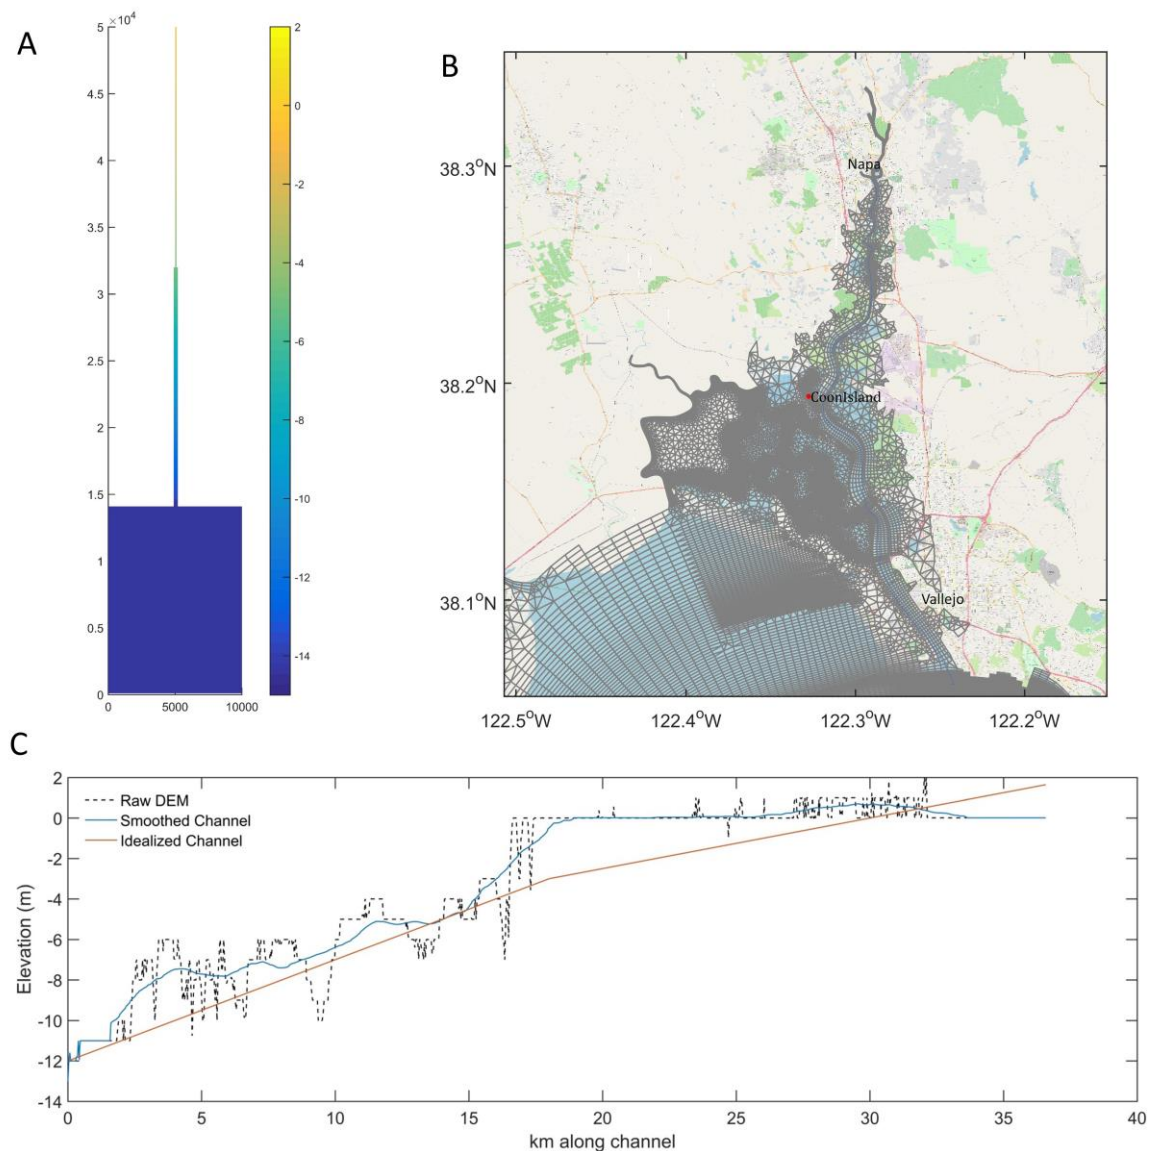 A
×10⁴
5
4.5
4
3.5
3
2.5
2
1.5
1
0.5
0
0 5000 10000
2
0
-2
-4
-6
-8
-10
-12
-14
B
38.3°N
38.2°N
38.1°N
122.5°W 122.4°W 122.3°W 122.2°W
Napa
CoonIsland
Vallejo
C
Elevation (m)
2
0
-2
-4
-6
-8
-10
-12
-14
Raw DEM
Smoothed Channel
Idealized Channel
0 5 10 15 20 25 30 35 40
km along channel